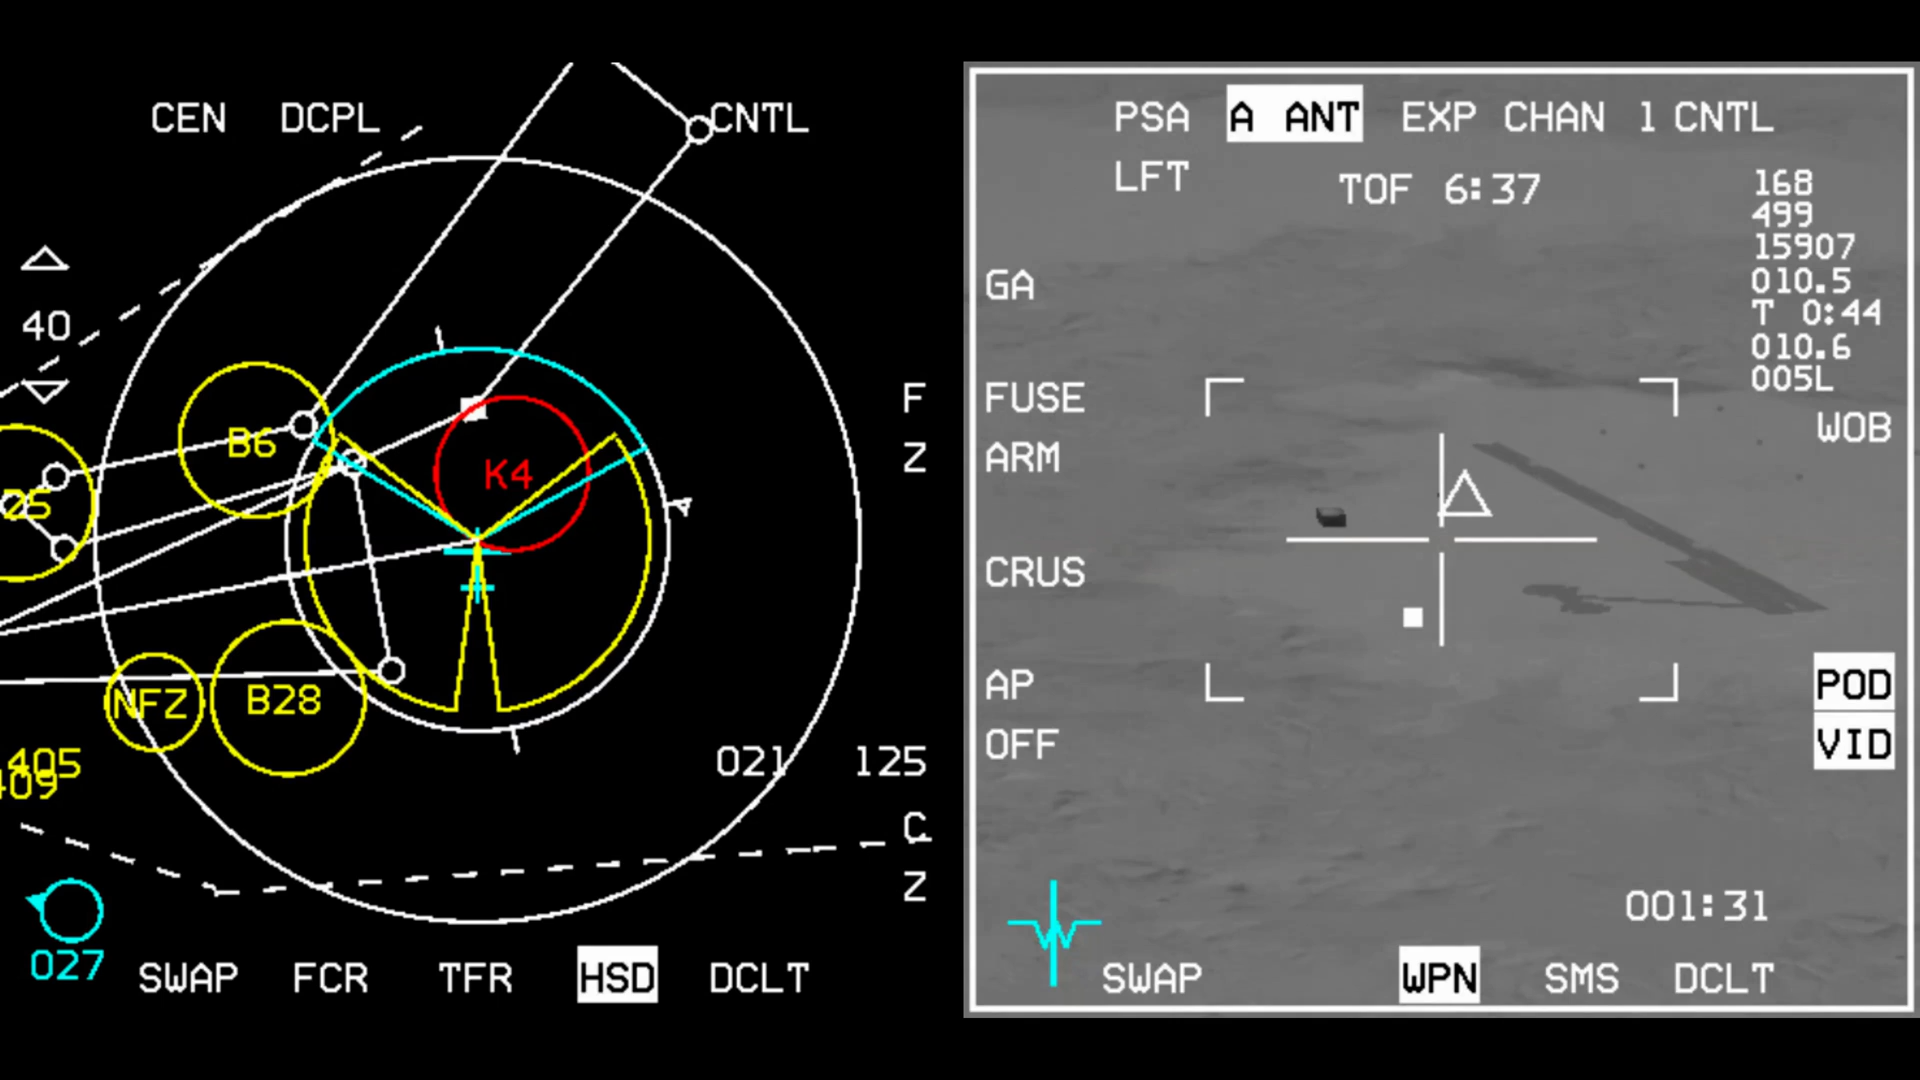 CEN DCPL CNTL
40
B6
K4
F
Z
NFZ
B28
405
409
021 125
C
Z
027
SWAP FCR TFR HSD DCLT
PSA A ANT EXP CHAN 1 CNTL
LFT
TOF 6:37
168
499
15907
010.5
T 0:44
010.6
005L
GA
FUSE
ARM
WOB
CRUS
AP
OFF
POD
VID
001:31
SWAP WPN SMS DCLT